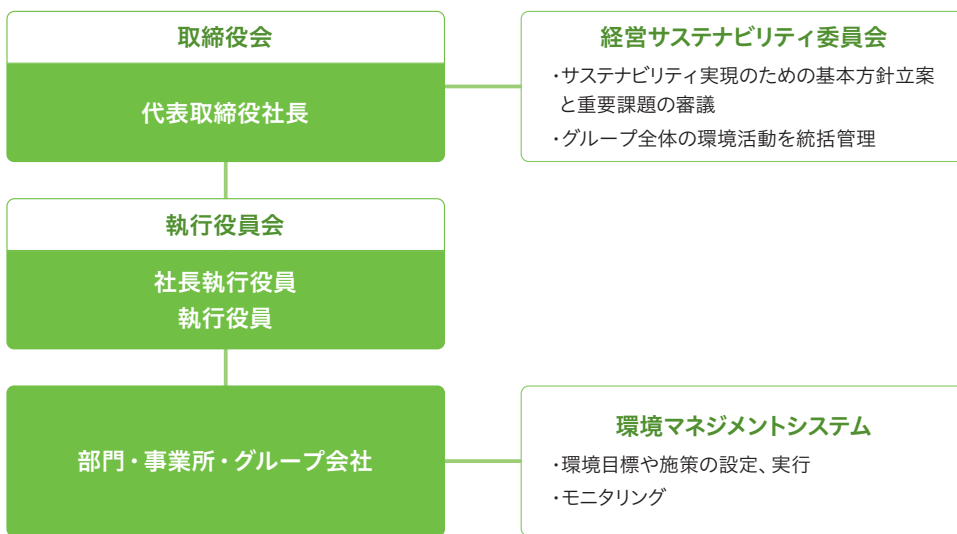 取締役会
代表取締役社長
経営サステナビリティ委員会
・サステナビリティ実現のための基本方針立案
と重要課題の審議
・グループ全体の環境活動を統括管理
執行役員会
社長執行役員
執行役員
部門・事業所・グループ会社
環境マネジメントシステム
・環境目標や施策の設定、実行
・モニタリング